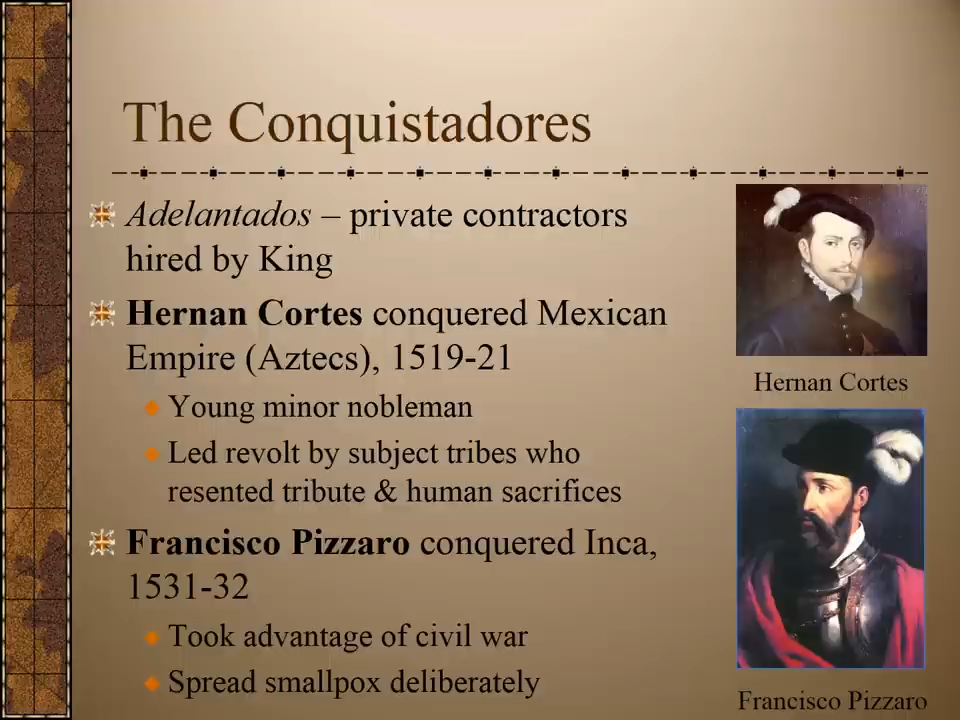 The Conquistadores
Adelantados – private contractors
hired by King
Hernan Cortes conquered Mexican
Empire (Aztecs), 1519-21
Young minor nobleman
Led revolt by subject tribes who
resented tribute & human sacrifices
Francisco Pizzaro conquered Inca,
1531-32
Took advantage of civil war
Spread smallpox deliberately
Hernan Cortes
Francisco Pizzaro